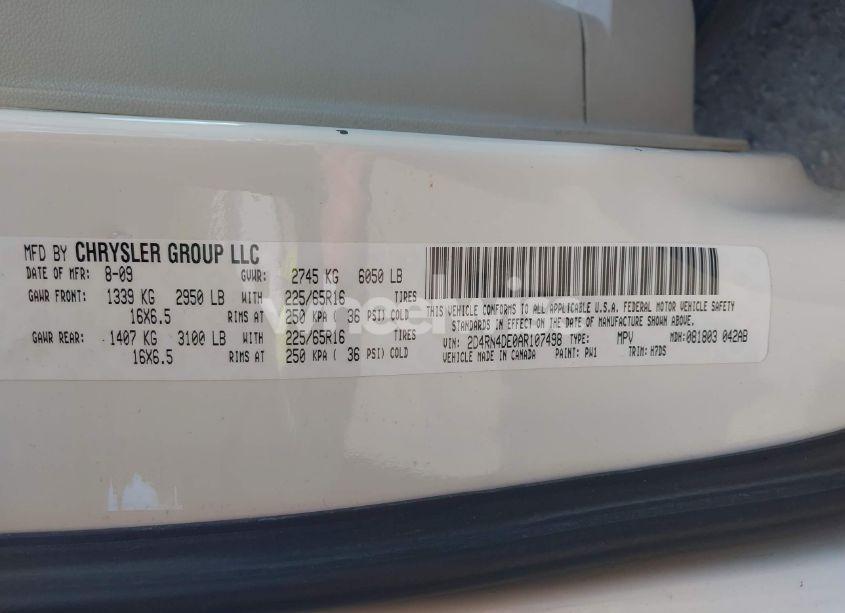 MFD BY CHRYSLER GROUP LLC
DATE OF MFR: 8-09 GVWR: 2745 KG 6050 LB
GAWR FRONT: 1339 KG 2950 LB WITH 225/65R16 TIRES
16X6.5 RIMS AT 250 KPA ( 36 PSI) COLD
GAWR REAR: 1407 KG 3100 LB WITH 225/65R16 TIRES
16X6.5 RIMS AT 250 KPA ( 36 PSI) COLD
THIS VEHICLE CONFORMS TO ALL APPLICABLE U.S.A. FEDERAL MOTOR VEHICLE SAFETY
STANDARDS IN EFFECT ON THE DATE OF MANUFACTURE SHOWN ABOVE.
VIN: 2D4RN4DE0AR107498 TYPE: MPV MDH: 081803 042AB
VEHICLE MADE IN CANADA PAINT: PW1 TRIM: H7DS